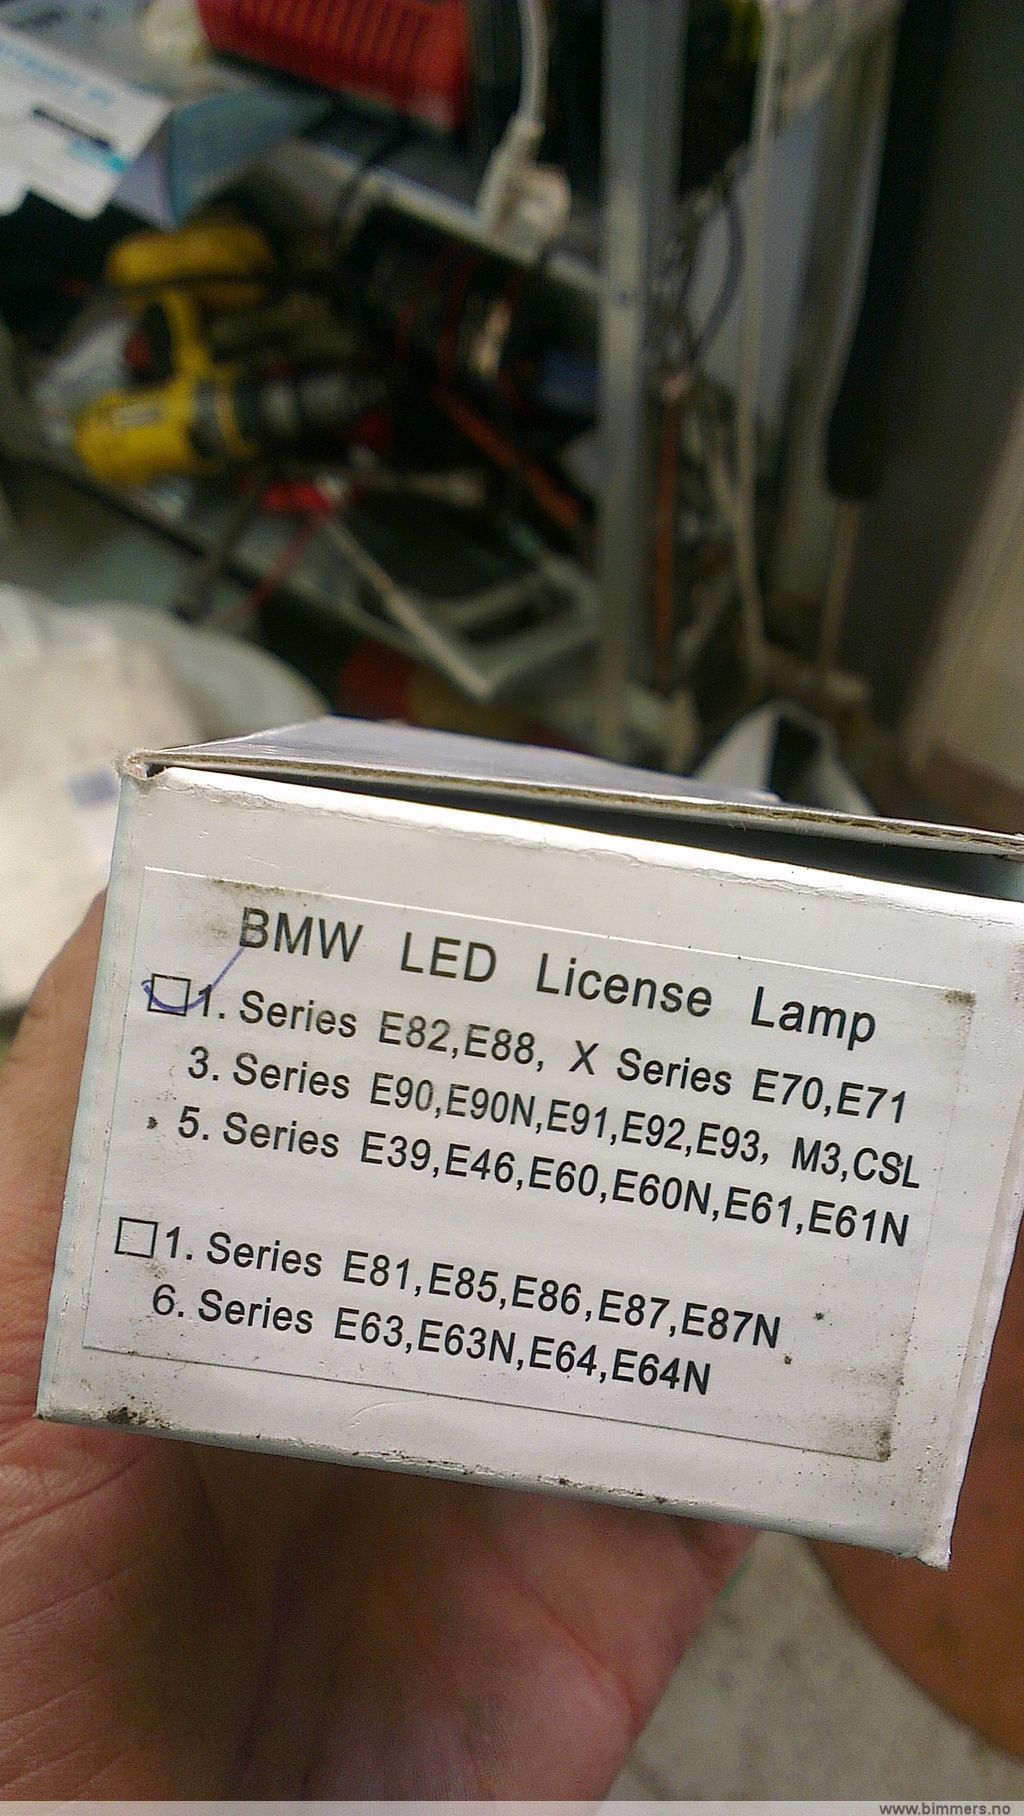 BMW LED License Lamp
1. Series E82,E88, X Series E70,E71
3. Series E90,E90N,E91,E92,E93, M3,CSL
5. Series E39,E46,E60,E60N,E61,E61N
1. Series E81,E85,E86,E87,E87N
6. Series E63,E63N,E64,E64N
www.bimmers.no